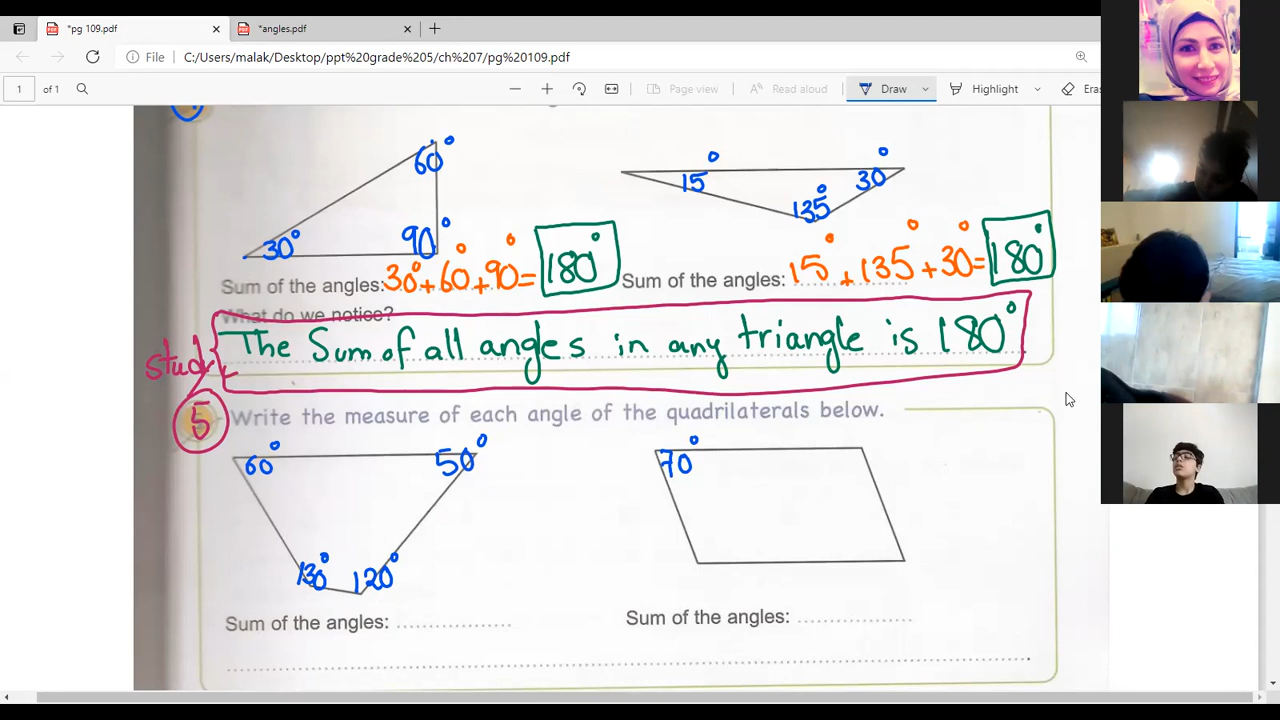 *pg 109.pdf
*angles.pdf
File C:/Users/malak/Desktop/ppt%20grade%205/ch%207/pg%20109.pdf
1 of 1 Page view Read aloud Draw Highlight Eras
60°
30°
90°
15°
135°
30°
Sum of the angles: 30°+60°+90°= 180°
Sum of the angles: 15°+135°+30°= 180°
What do we notice?
The Sum of all angles in any triangle is 180°
study
5 Write the measure of each angle of the quadrilaterals below.
60°
50°
130°
120°
70°
Sum of the angles: ....................
Sum of the angles: ....................